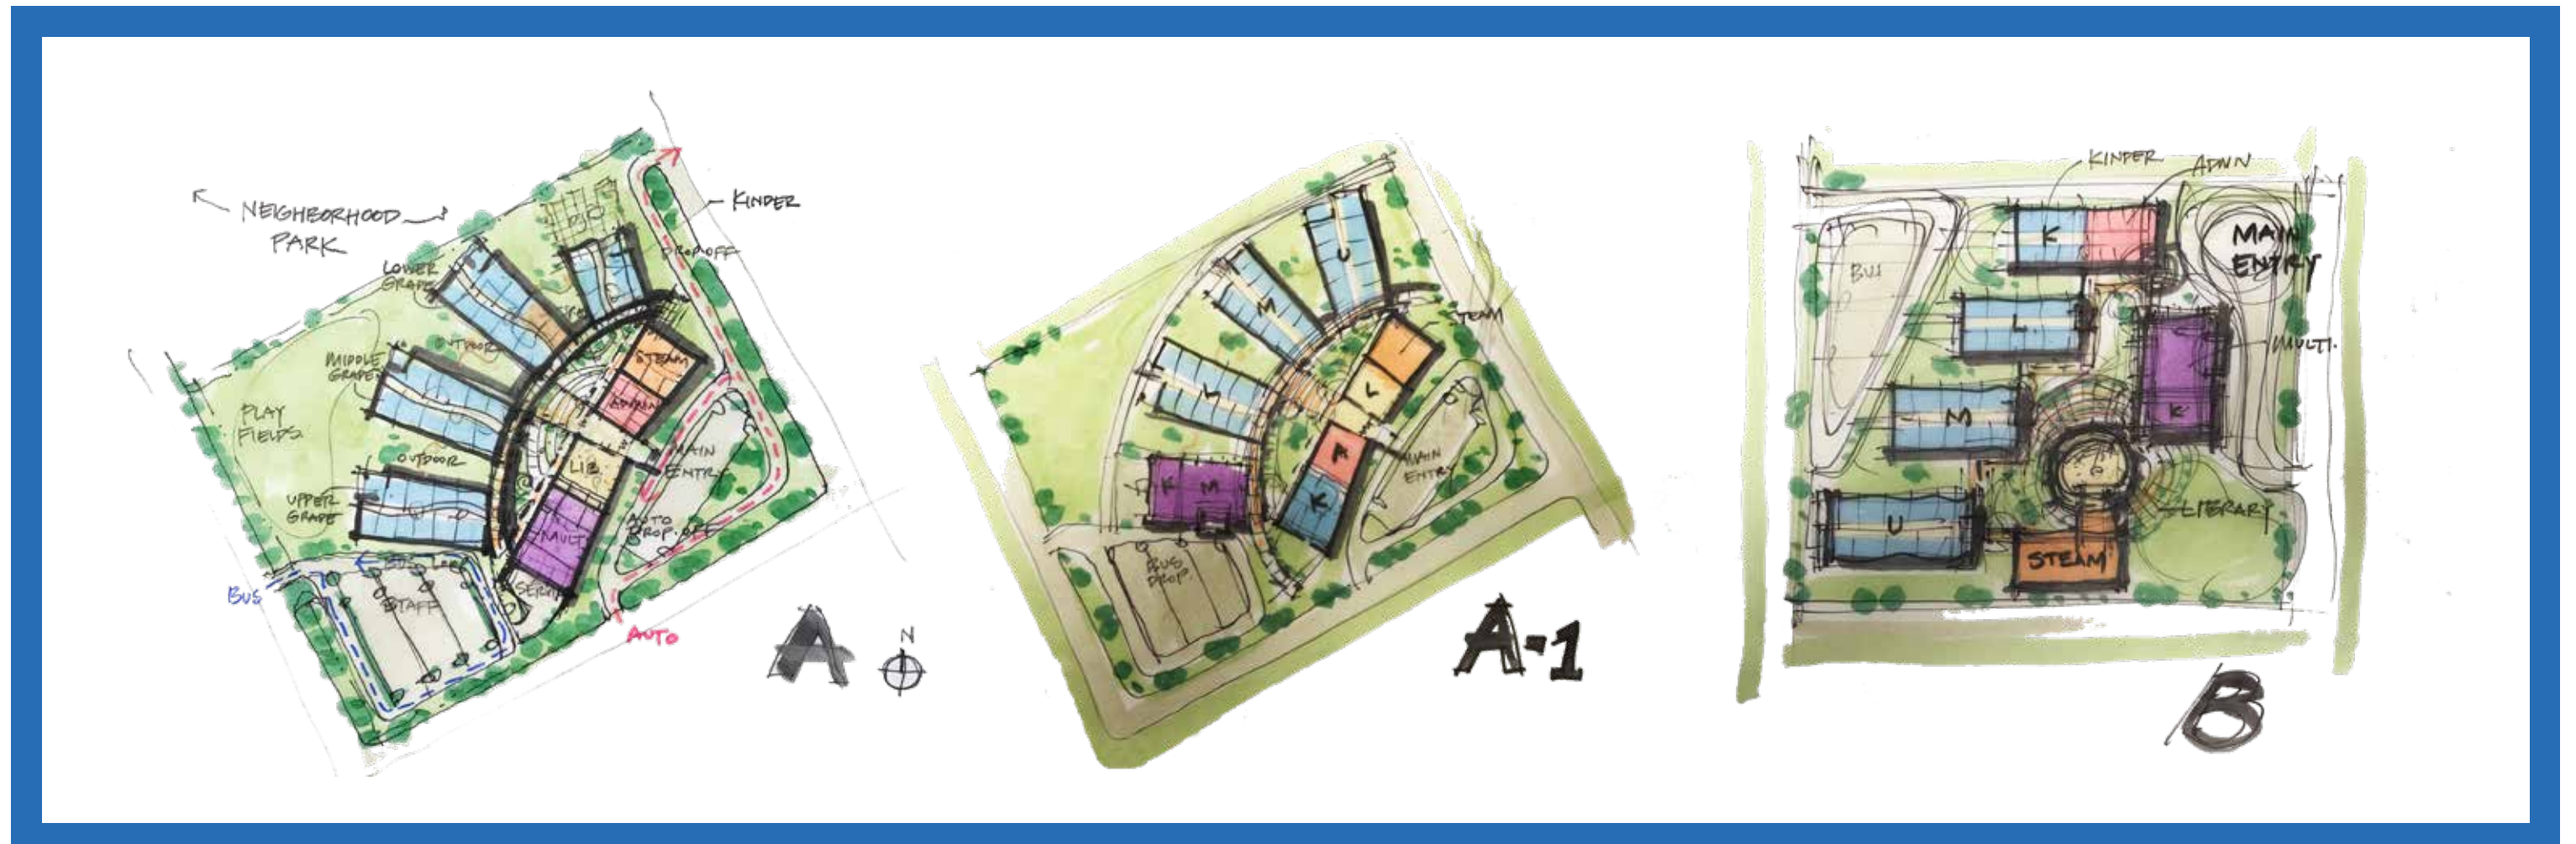 NEIGHBORHOOD
PARK
KINDER
DROP OFF
LOWER
GRADE
OUTDOOR
MIDDLE
GRADE
PLAY
FIELDS
STEAM
ADMIN
OUTDOOR
LIB
MAIN
ENTRY
UPPER
GRADE
MULTI
AUTO
DROP-OFF
BUS
STAFF
AUTO
A
N
U
M
STEAM
L
L
A
MAIN
ENTRY
K
M
K
BUS
DROP.
A-1
KINDER
ADMN
K
MAIN
ENTRY
BUS
L
MULTI.
M
K
LIBRARY
U
STEAM
B